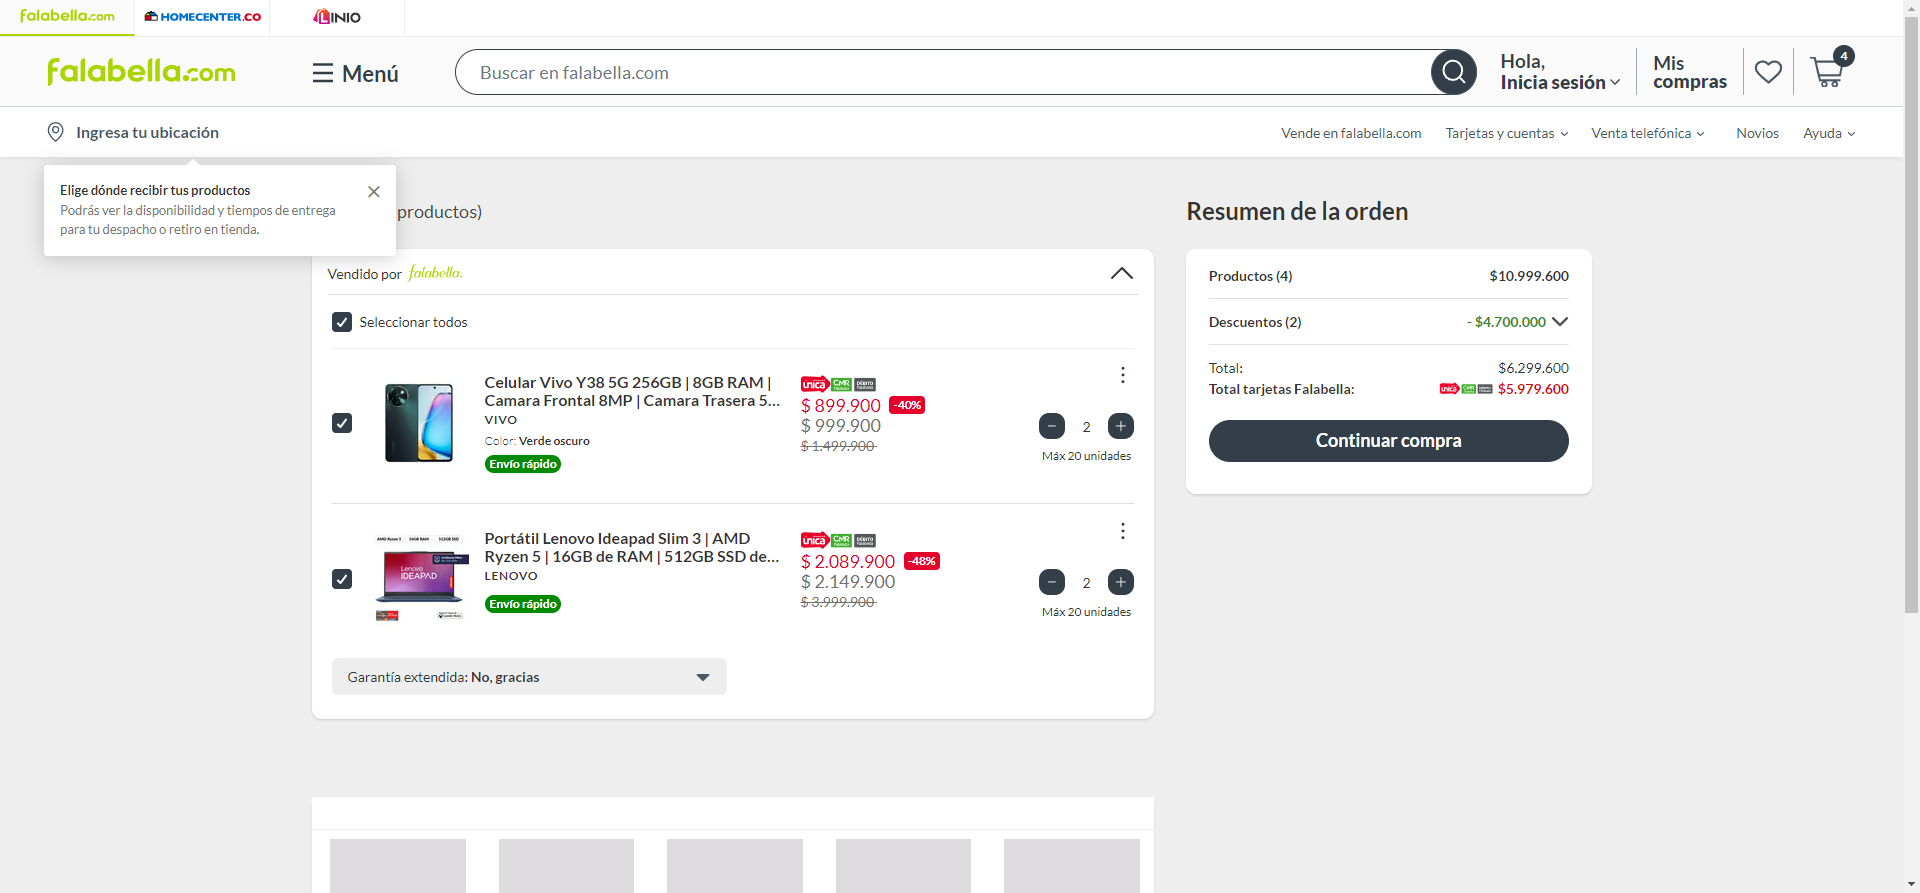 falabella.com
HOMECENTER.CO
LINIO
falabella.com
Menú
Buscar en falabella.com
Hola,
Inicia sesión
Mis
compras
4
Ingresa tu ubicación
Vende en falabella.com
Tarjetas y cuentas
Venta telefónica
Novios
Ayuda
Elige dónde recibir tus productos
Podrás ver la disponibilidad y tiempos de entrega
para tu despacho o retiro en tienda.
productos)
Resumen de la orden
Vendido por falabella.
Seleccionar todos
Celular Vivo Y38 5G 256GB | 8GB RAM |
Camara Frontal 8MP | Camara Trasera 5...
VIVO
Color: Verde oscuro
Envío rápido
única CMR
$ 899.900 -40%
$ 999.900
$ 1.499.900
2
Máx 20 unidades
Lenovo
IDEAPAD
Portátil Lenovo Ideapad Slim 3 | AMD
Ryzen 5 | 16GB de RAM | 512GB SSD de...
LENOVO
Envío rápido
única CMR
$ 2.089.900 -48%
$ 2.149.900
$ 3.999.900
2
Máx 20 unidades
Garantía extendida: No, gracias
Productos (4) $10.999.600
Descuentos (2) - $4.700.000
Total: $6.299.600
Total tarjetas Falabella: única CMR $5.979.600
Continuar compra